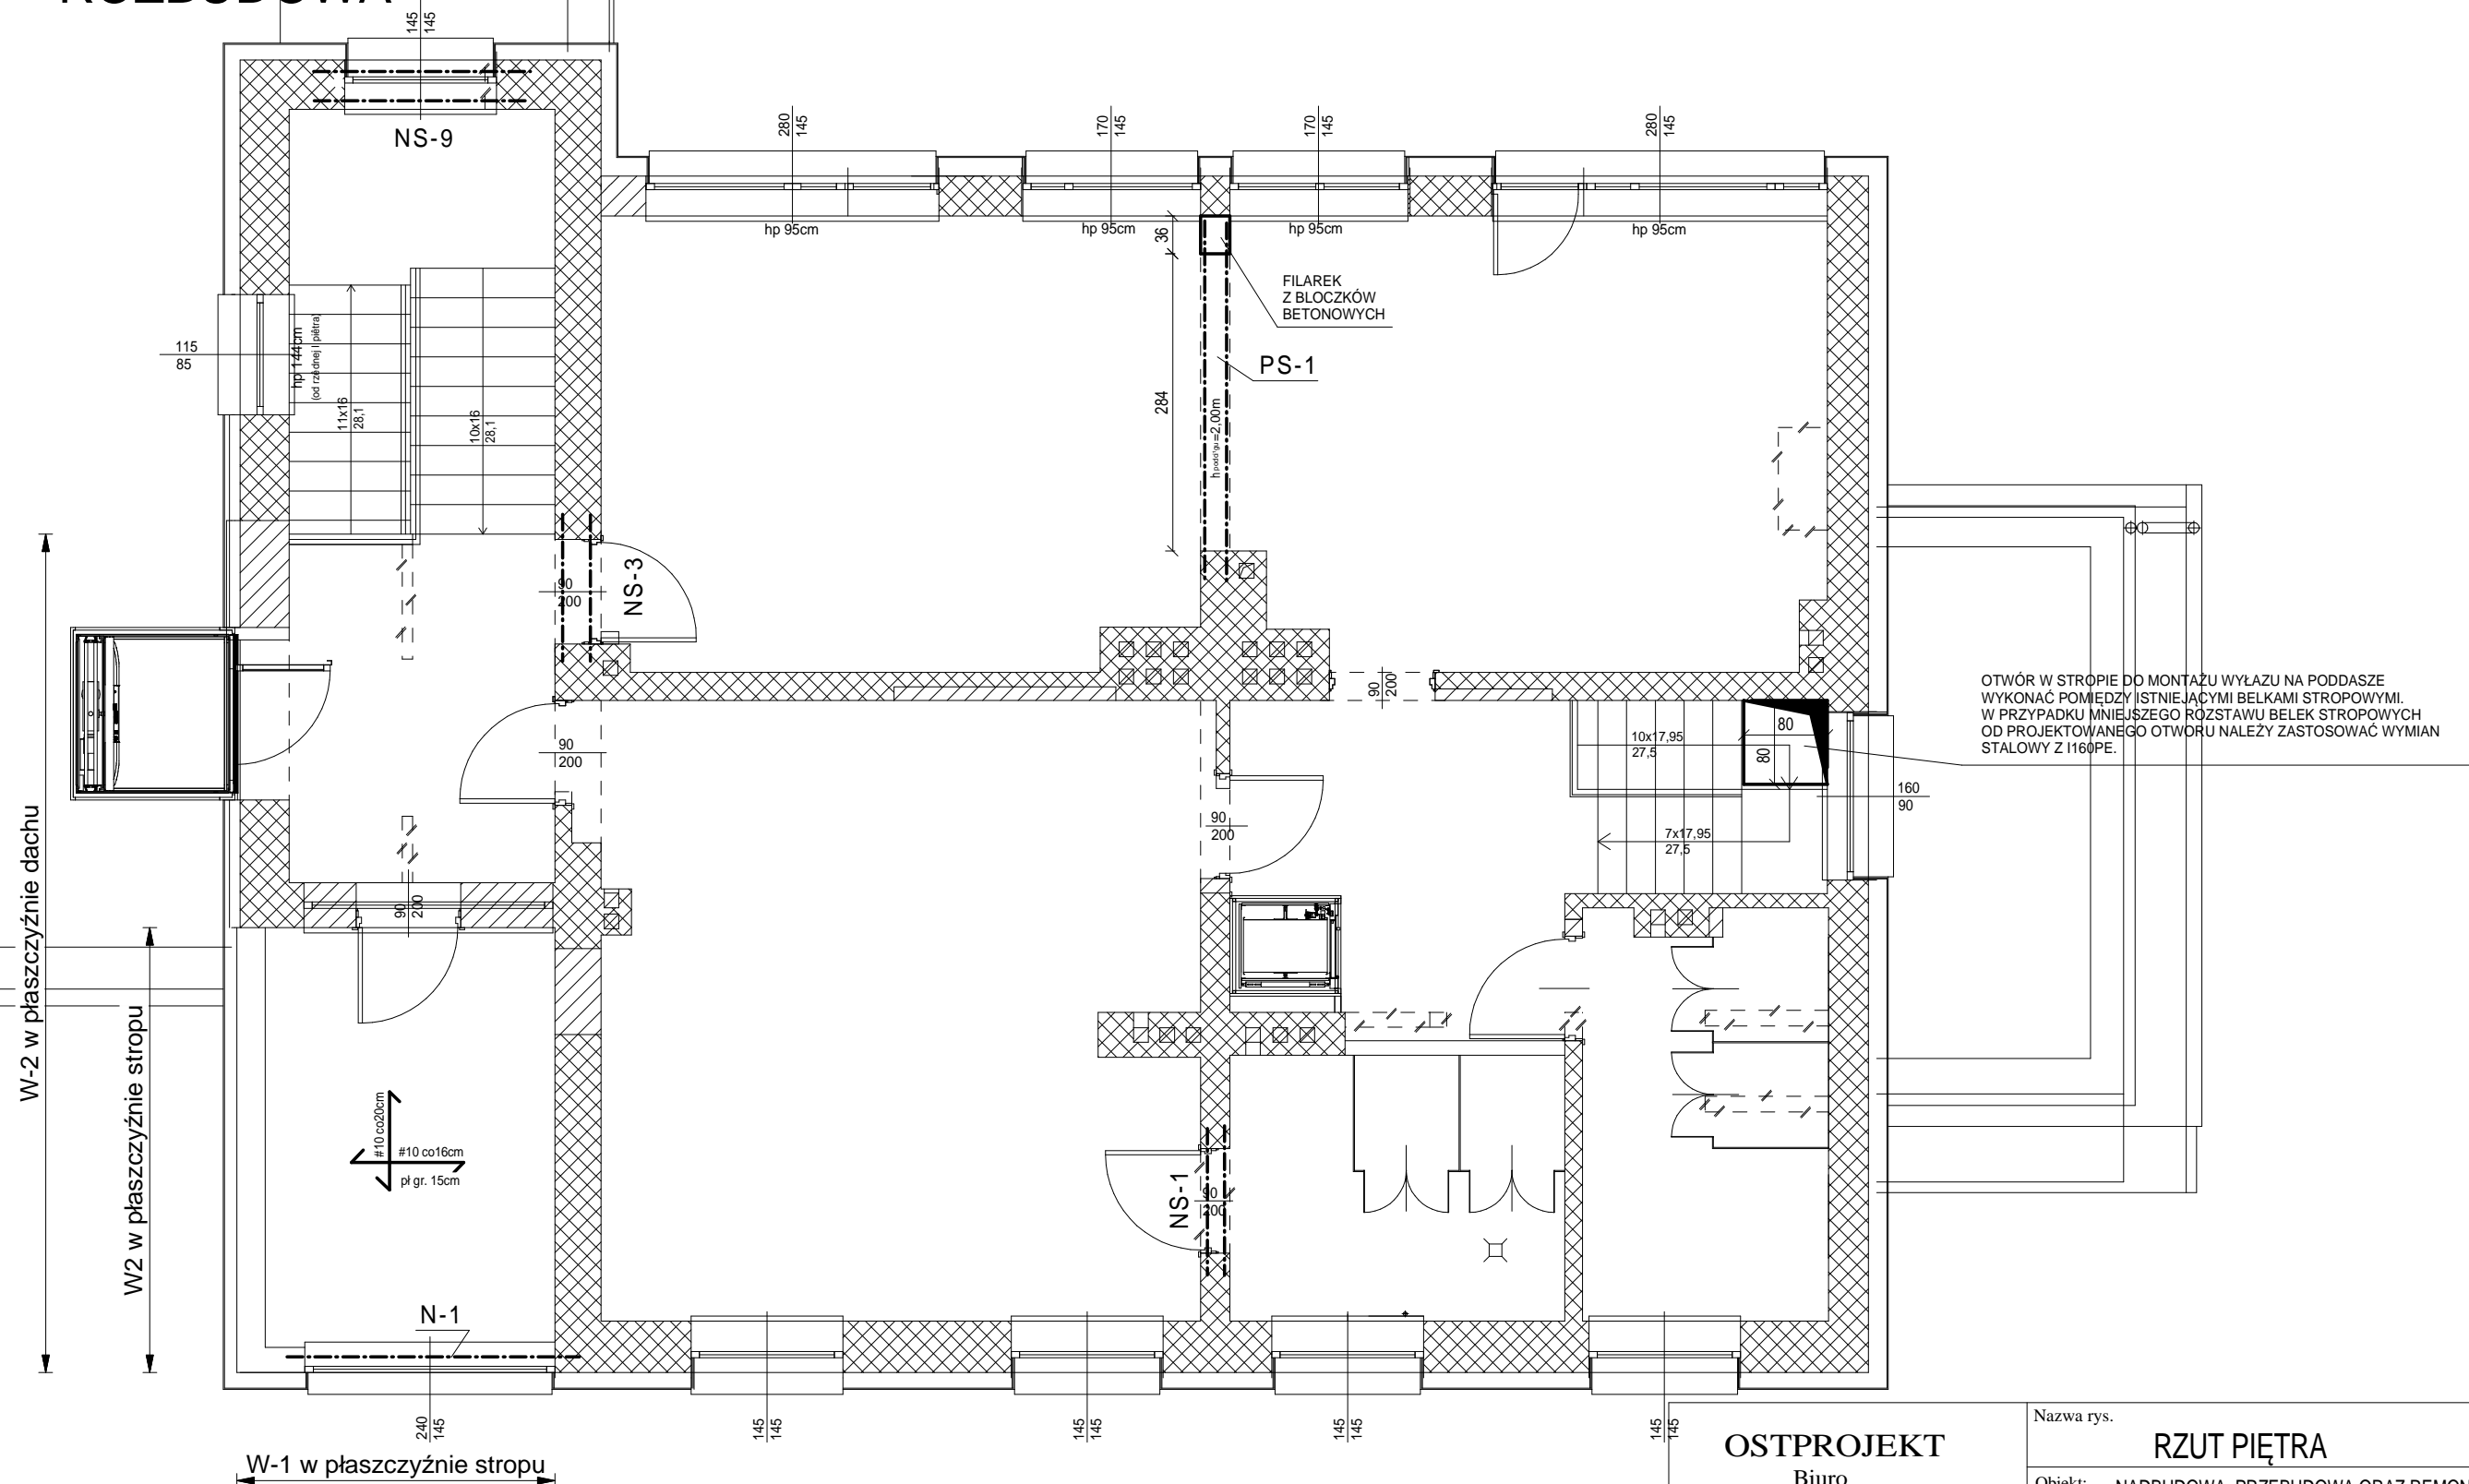 145
145
NS-9
280
145
170
145
170
145
280
145
hp 95cm
hp 95cm
hp 95cm
hp 95cm
36
FILAREK
Z BLOCZKÓW
BETONOWYCH
PS-1
284
115
85
hp 144cm
(od rzednej I piêtra)
11x16
28,1
10x16
28,1
NS-3
90
200
90
200
90
200
90
200
90
200
OTWÓR W STROPIE DO MONTAŻU WYŁAZU NA PODDASZE
WYKONAĆ POMIĘDZY ISTNIEJĄCYMI BELKAMI STROPOWYMI.
W PRZYPADKU MNIEJSZEGO ROZSTAWU BELEK STROPOWYCH
OD PROJEKTOWANEGO OTWORU NALEŻY ZASTOSOWAĆ WYMIAN
STALOWY Z I160PE.
10x17,95
27,5
80
80
7x17,95
27,5
160
90
W-2 w płaszczyźnie dachu
W2 w płaszczyźnie stropu
#10 co20cm
#10 co16cm
pł gr. 15cm
NS-1
90
200
N-1
240
145
145
145
145
145
145
145
145
145
W-1 w płaszczyźnie stropu
OSTPROJEKT
Biuro
Nazwa rys.
RZUT PIĘTRA